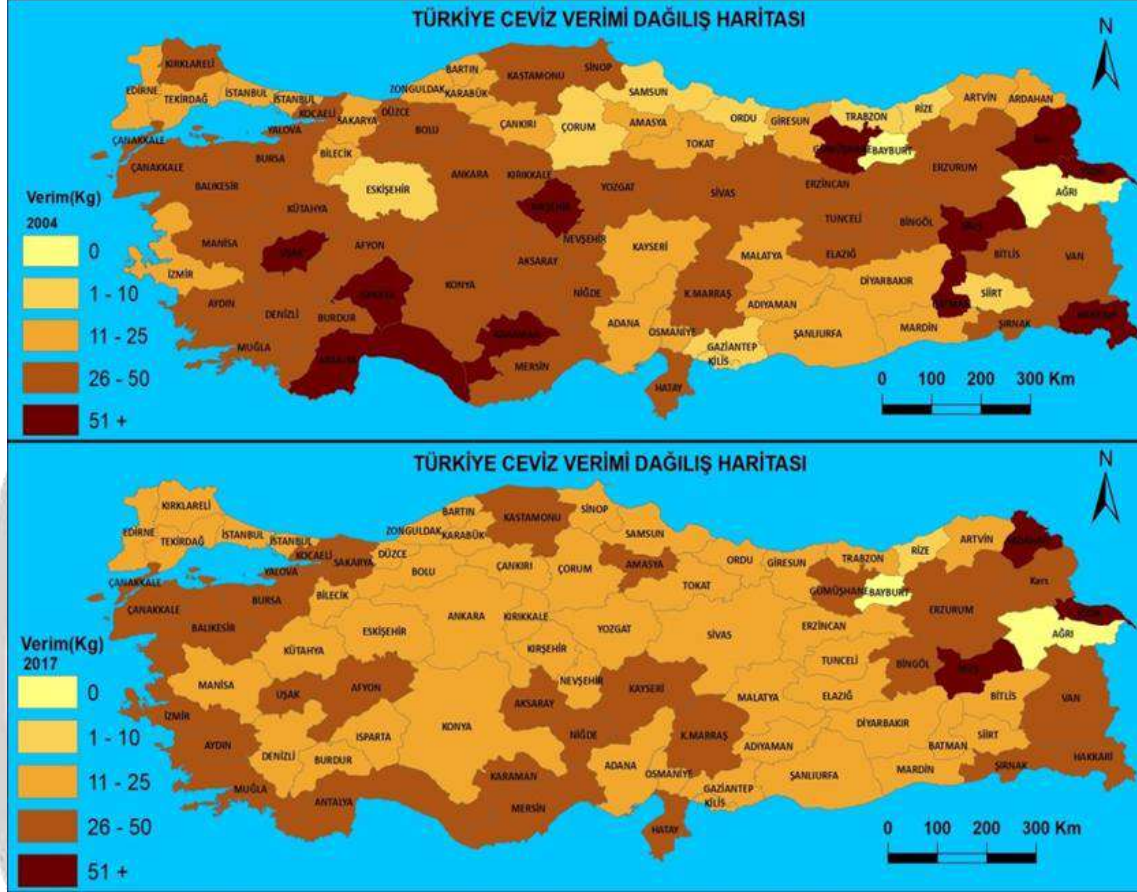 TÜRKİYE CEVİZ VERİMİ DAĞILIŞ HARİTASI
N
KIRKLARELİ
EDİRNE
TEKİRDAĞ
İSTANBUL
İSTANBUL
KOCAELİ
YALOVA
SAKARYA
DÜZCE
ZONGULDAK
BARTIN
KARABÜK
KASTAMONU
SİNOP
SAMSUN
ORDU
GİRESUN
TRABZON
RİZE
ARTVİN
ARDAHAN
ÇANAKKALE
ÇANAKKALE
BURSA
BİLECİK
BOLU
ÇANKIRI
ÇORUM
AMASYA
TOKAT
GÜMÜŞHANE
BAYBURT
ERZURUM
AĞRI
BALIKESİR
ESKİŞEHİR
ANKARA
KIRIKKALE
YOZGAT
SİVAS
ERZİNCAN
KÜTAHYA
TUNCELİ
BİNGÖL
MANİSA
UŞAK
AFYON
NEVŞEHİR
KAYSERİ
MALATYA
ELAZIĞ
BİTLİS
VAN
İZMİR
AKSARAY
DİYARBAKIR
AYDIN
DENİZLİ
BURDUR
KONYA
NİĞDE
K.MARRAŞ
ADIYAMAN
BATMAN
SİİRT
MUĞLA
ADANA
OSMANİYE
GAZİANTEP
KİLİS
ŞANLIURFA
MARDİN
ŞIRNAK
MERSİN
HATAY
Verim(Kg)
2004
0
1 - 10
11 - 25
26 - 50
51 +
0 100 200 300 Km
TÜRKİYE CEVİZ VERİMİ DAĞILIŞ HARİTASI
N
KIRKLARELİ
EDİRNE
TEKİRDAĞ
İSTANBUL
İSTANBUL
KOCAELİ
YALOVA
SAKARYA
DÜZCE
ZONGULDAK
BARTIN
KARABÜK
KASTAMONU
SİNOP
SAMSUN
ORDU
GİRESUN
TRABZON
RİZE
ARTVİN
ARDAHAN
ÇANAKKALE
ÇANAKKALE
BURSA
BİLECİK
BOLU
ÇANKIRI
ÇORUM
AMASYA
TOKAT
GÜMÜŞHANE
BAYBURT
ERZURUM
Kars
AĞRI
BALIKESİR
ESKİŞEHİR
ANKARA
KIRIKKALE
YOZGAT
SİVAS
ERZİNCAN
KÜTAHYA
KIRŞEHİR
TUNCELİ
BİNGÖL
MANİSA
UŞAK
AFYON
NEVŞEHİR
KAYSERİ
MALATYA
ELAZIĞ
BİTLİS
VAN
İZMİR
AKSARAY
DİYARBAKIR
AYDIN
DENİZLİ
ISPARTA
BURDUR
KONYA
NİĞDE
K.MARRAŞ
ADIYAMAN
BATMAN
SİİRT
HAKKARİ
MUĞLA
ANTALYA
KARAMAN
ADANA
OSMANİYE
GAZİANTEP
KİLİS
ŞANLIURFA
MARDİN
ŞIRNAK
MERSİN
HATAY
Verim(Kg)
2017
0
1 - 10
11 - 25
26 - 50
51 +
0 100 200 300 Km